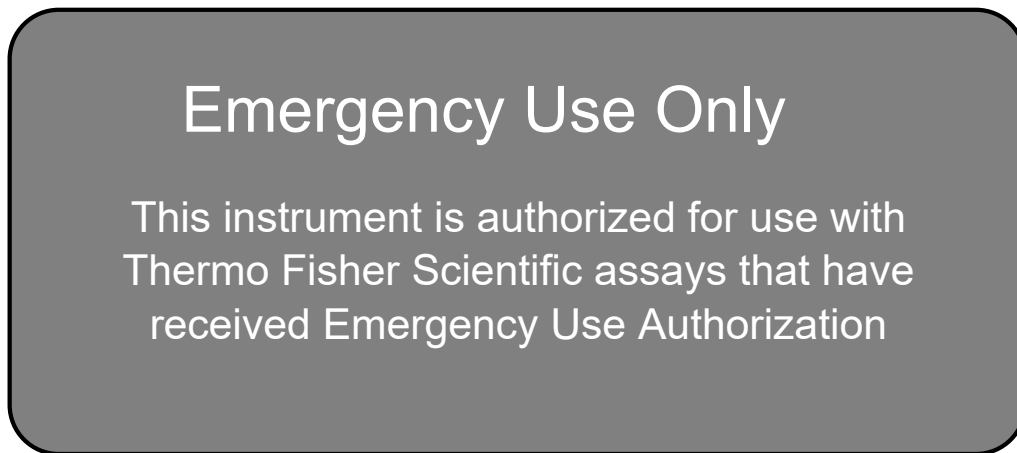 Emergency Use Only
This instrument is authorized for use with
Thermo Fisher Scientific assays that have
received Emergency Use Authorization